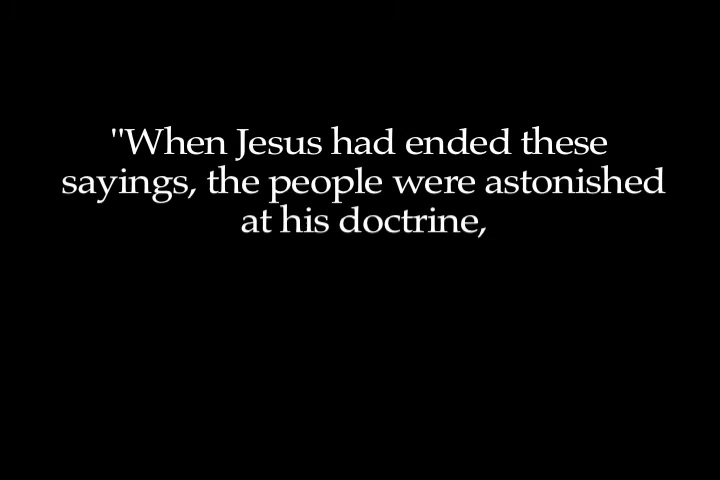 "When Jesus had ended these
sayings, the people were astonished
at his doctrine,